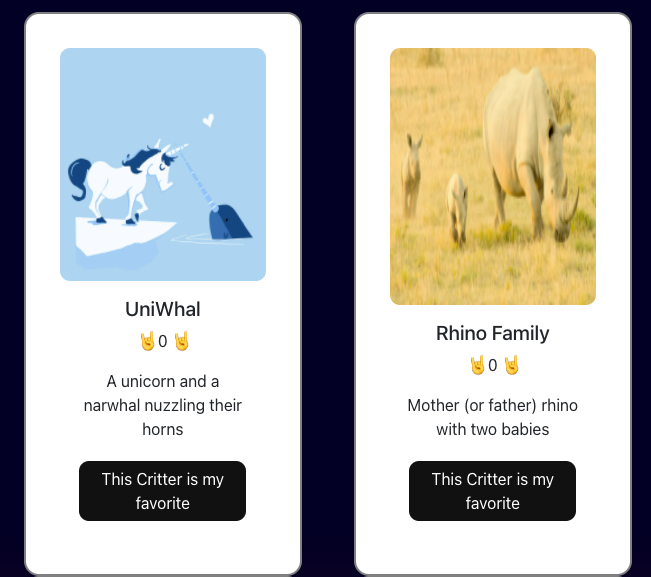 UniWhal
🤘0 🤘
A unicorn and a
narwhal nuzzling their
horns
This Critter is my
favorite
Rhino Family
🤘0 🤘
Mother (or father) rhino
with two babies
This Critter is my
favorite